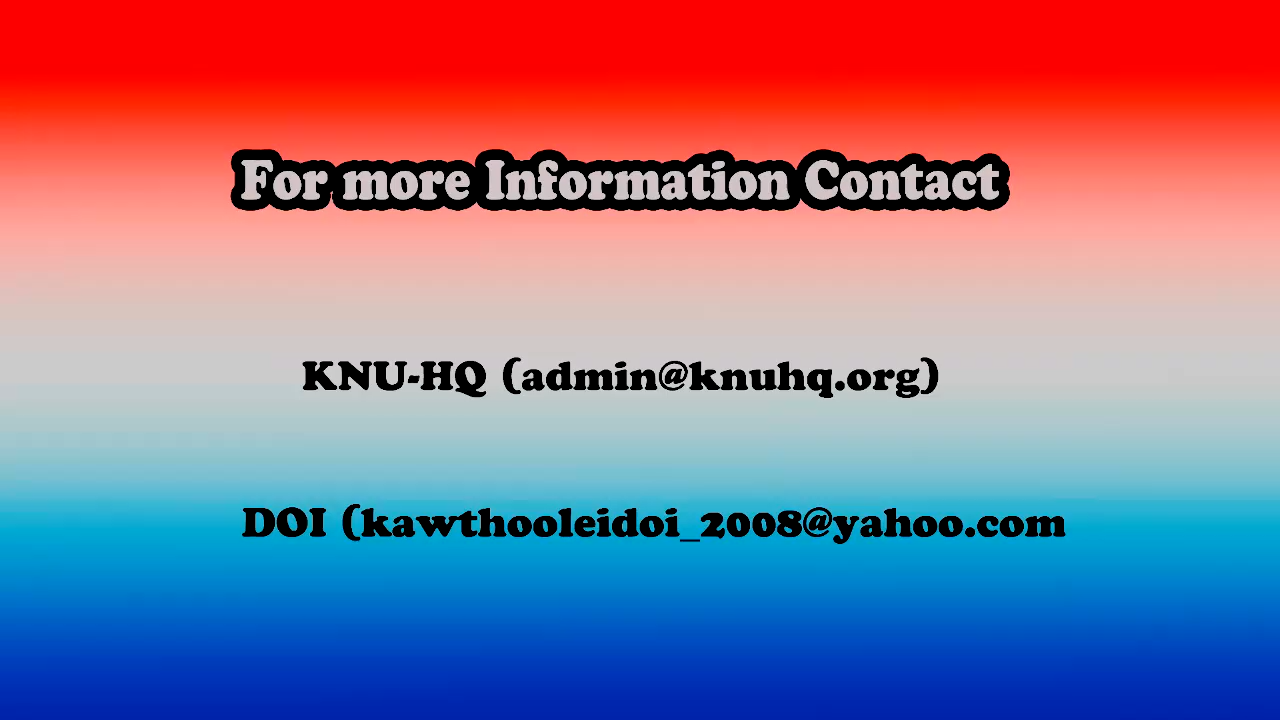 For more Information Contact
KNU-HQ (admin@knuhq.org)
DOI (kawthooleidoi_2008@yahoo.com